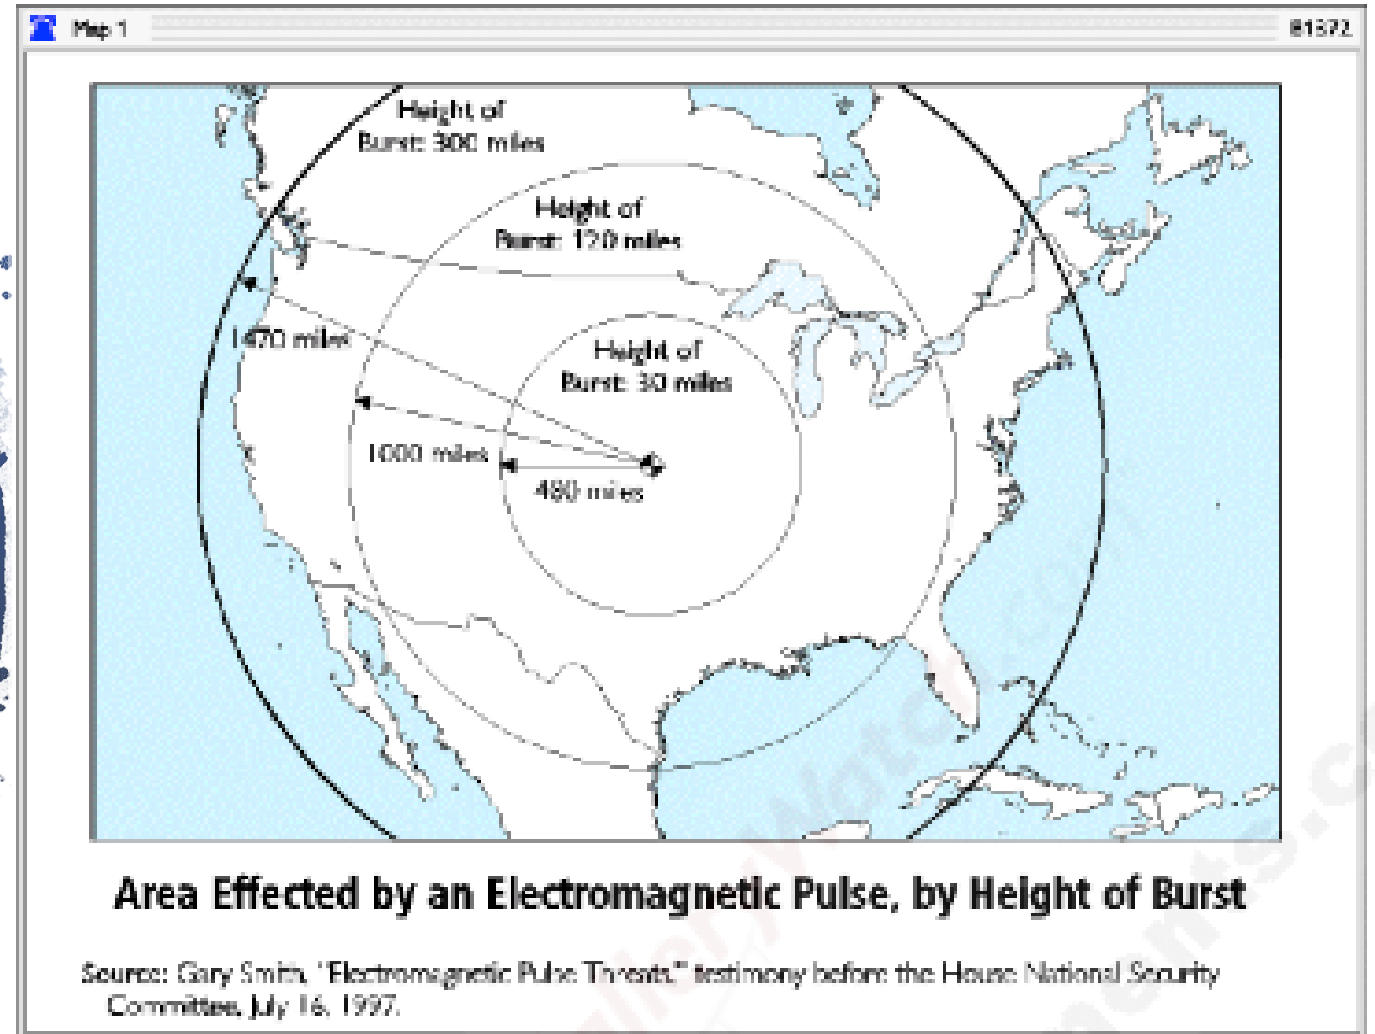 Map 1
B1372
Height of
Burst: 300 miles
Height of
Burst: 120 miles
1470 miles
Height of
Burst: 30 miles
1000 miles
480 miles
Area Effected by an Electromagnetic Pulse, by Height of Burst
Source: Gary Smith, "Electromagnetic Pulse Threats," testimony before the House National Security
Committee, July 16, 1997.